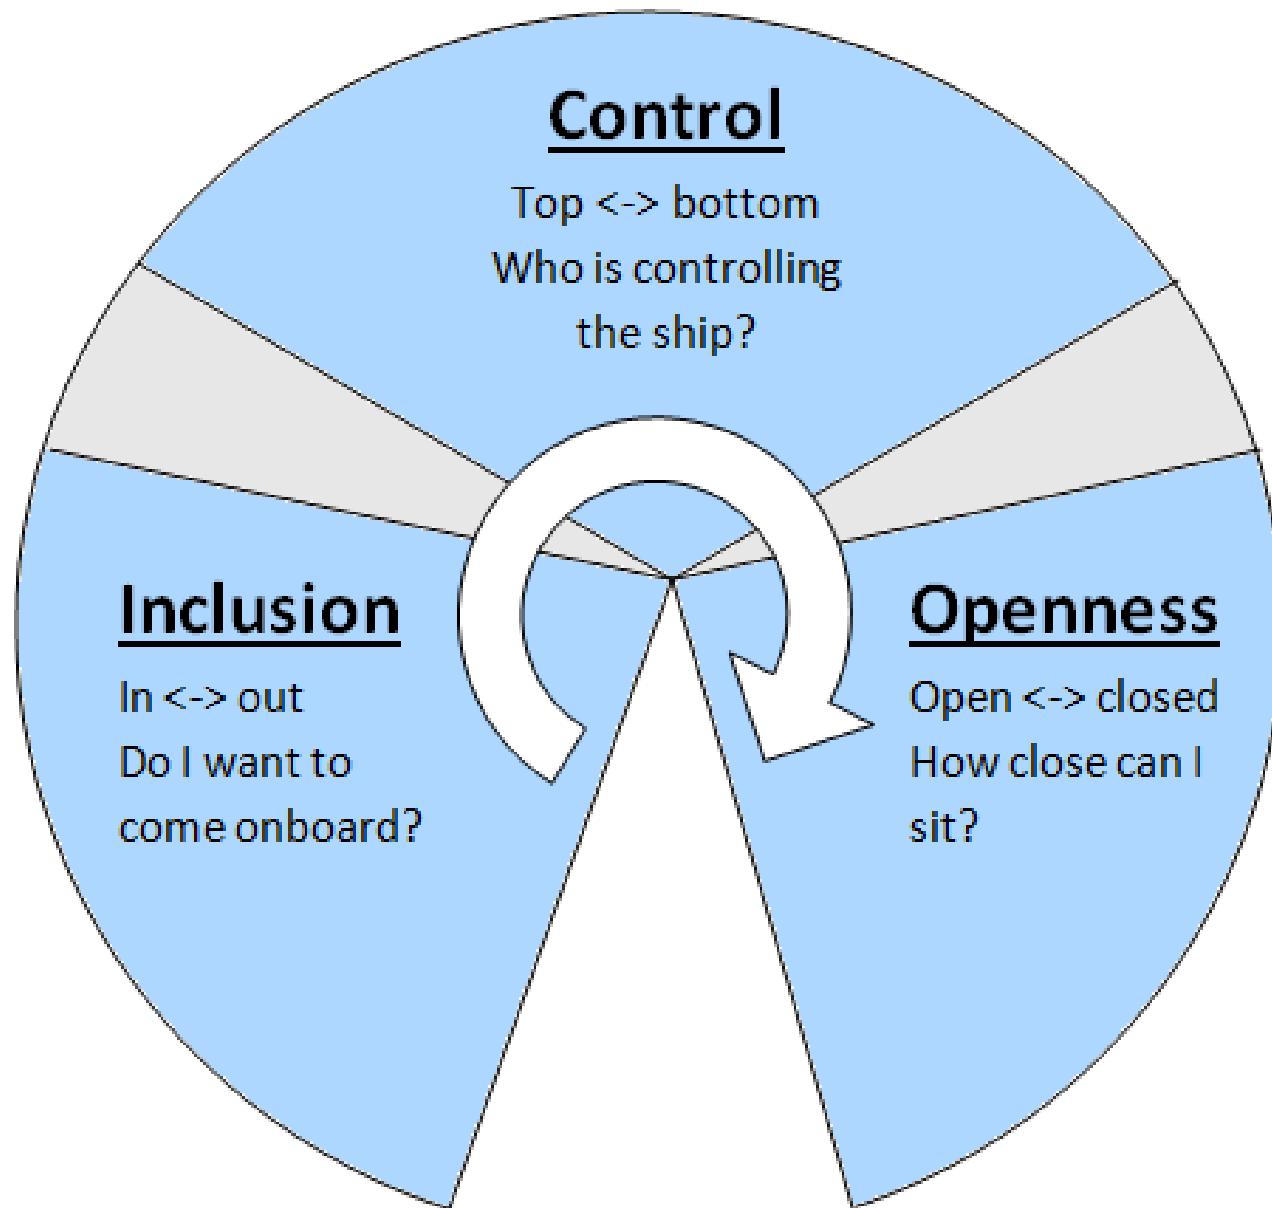 Control
Top <-> bottom
Who is controlling
the ship?
Inclusion
In <-> out
Do I want to
come onboard?
Openness
Open <-> closed
How close can I
sit?